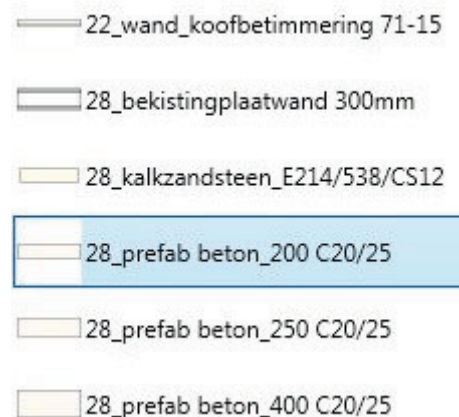 22_wand_koofbetimmering 71-15
28_bekistingplaatwand 300mm
28_kalkzandsteen_E214/538/CS12
28_prefab beton_200 C20/25
28_prefab beton_250 C20/25
28_prefab beton_400 C20/25